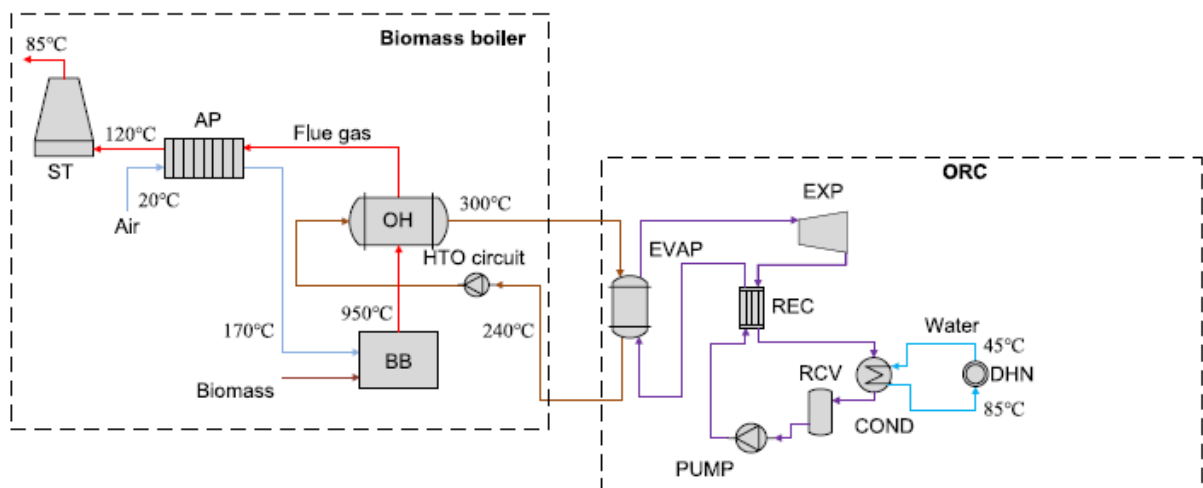 85°C
Biomass boiler
AP
120°C
Flue gas
ST
20°C
Air
OH
300°C
HTO circuit
950°C
240°C
170°C
BB
Biomass
ORC
EXP
EVAP
REC
Water
45°C
RCV
DHN
85°C
COND
PUMP